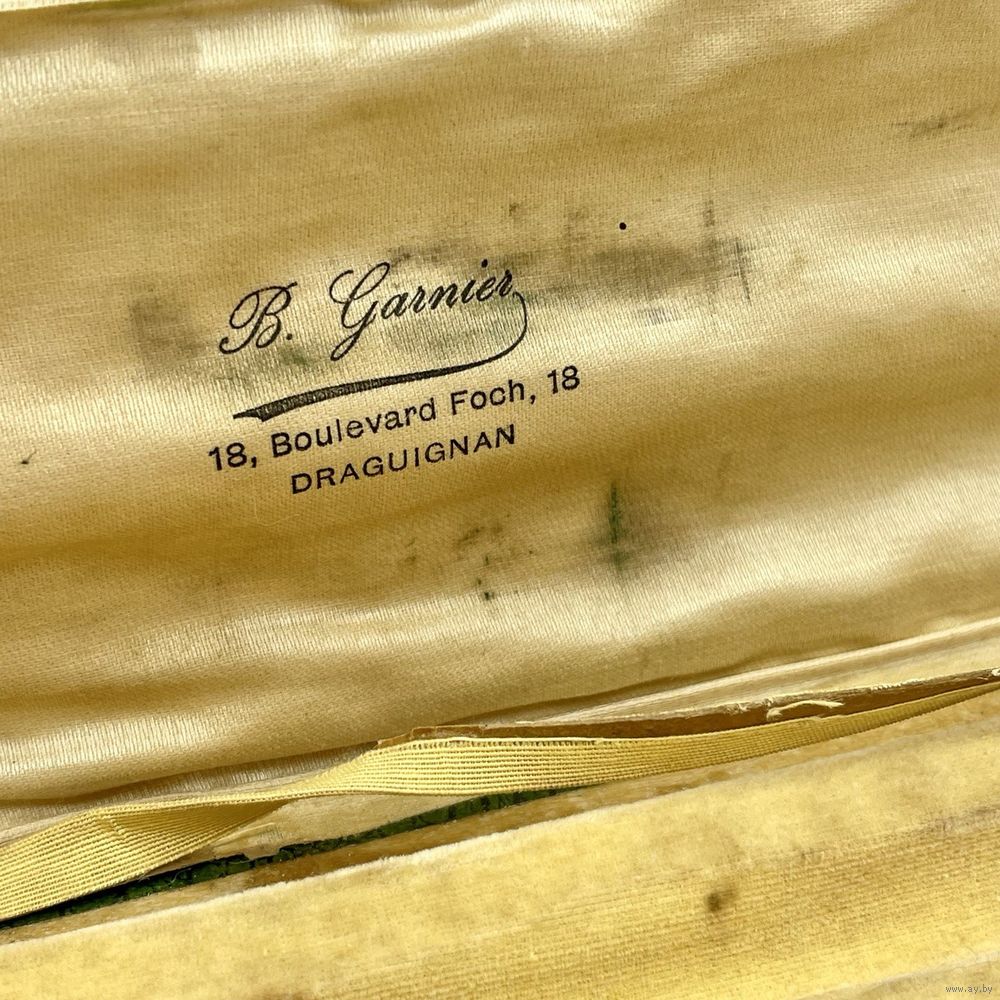 B. Garnier
18, Boulevard Foch, 18
DRAGUIGNAN
www.ay.by